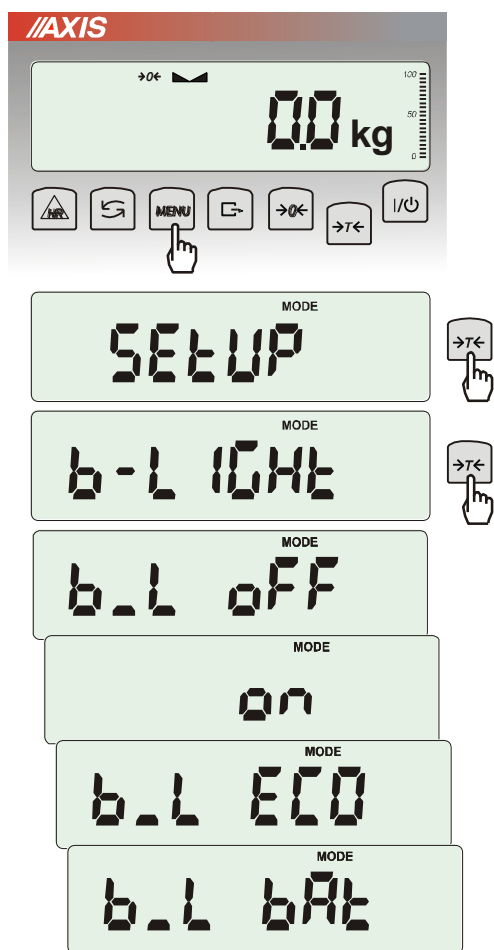 //AXIS
→0←
100
50
0
0.0 kg
HR MENU →0← →T← I/⏻
MODE
SEtUP
→T←
MODE
b-LIGHt
→T←
MODE
b_L oFF
MODE
on
MODE
b_L ECO
MODE
b_L bAt